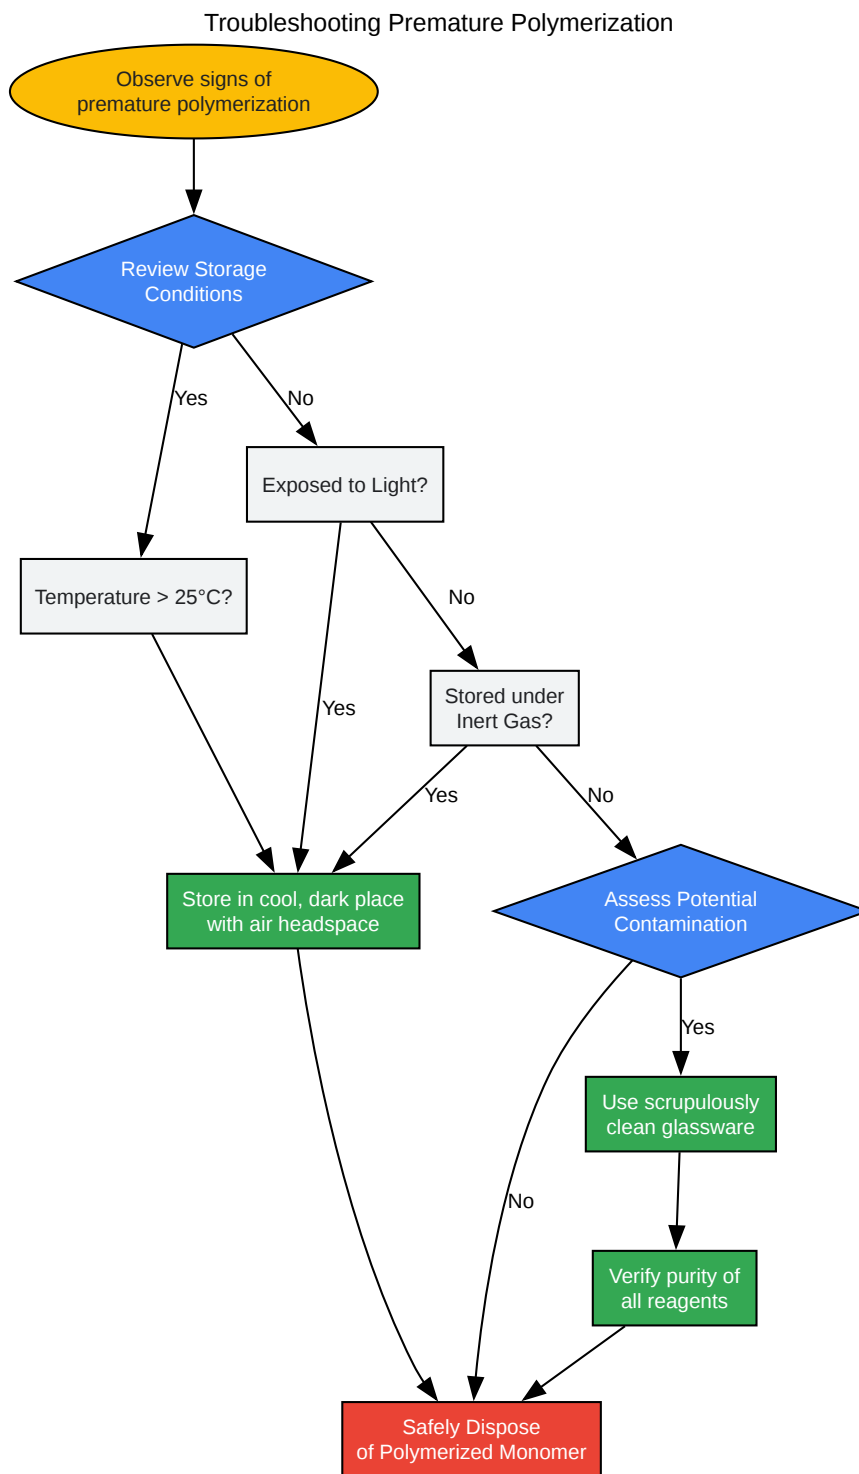 Troubleshooting Premature Polymerization
Observe signs of
premature polymerization
Review Storage
Conditions
Yes
No
Exposed to Light?
Temperature > 25°C?
No
Stored under
Inert Gas?
Yes
Yes
No
Store in cool, dark place
with air headspace
Assess Potential
Contamination
Yes
Use scrupulously
clean glassware
No
Verify purity of
all reagents
Safely Dispose
of Polymerized Monomer